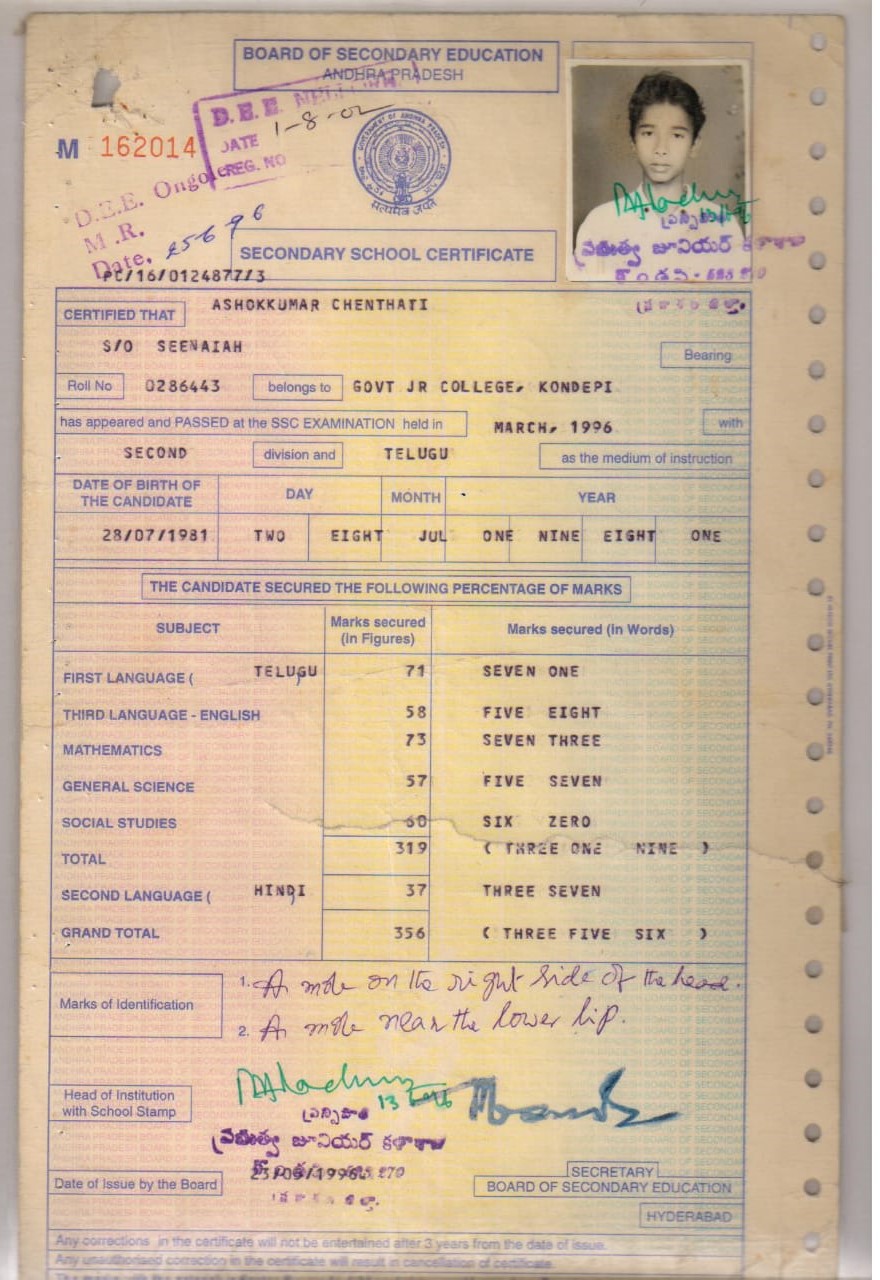 BOARD OF SECONDARY EDUCATION
ANDHRA PRADESH
D.E.E. NELLORE
DATE 1-8-02
REG. NO
M 162014
D.E.E. Ongole
M.R.
Date, 25 6 96
GOVERNMENT OF ANDHRA PRADESH
सत्यमेव जयते
SECONDARY SCHOOL CERTIFICATE
PC/16/0124877/3
ప్రభుత్వ జూనియర్ కళాశాల
CERTIFIED THAT ASHOKKUMAR CHENTHATI
S/O SEENAIAH
Bearing
Roll No 0286443 belongs to GOVT JR COLLEGE, KONDEPI
has appeared and PASSED at the SSC EXAMINATION held in MARCH, 1996 with
SECOND division and TELUGU as the medium of instruction
DATE OF BIRTH OF THE CANDIDATE DAY MONTH YEAR
28/07/1981 TWO EIGHT JUL ONE NINE EIGHT ONE
THE CANDIDATE SECURED THE FOLLOWING PERCENTAGE OF MARKS
SUBJECT Marks secured (in Figures) Marks secured (in Words)
FIRST LANGUAGE ( TELUGU ) 71 SEVEN ONE
THIRD LANGUAGE - ENGLISH 58 FIVE EIGHT
MATHEMATICS 73 SEVEN THREE
GENERAL SCIENCE 57 FIVE SEVEN
SOCIAL STUDIES 60 SIX ZERO
TOTAL 319 ( THREE ONE NINE )
SECOND LANGUAGE ( HINDI ) 37 THREE SEVEN
GRAND TOTAL 356 ( THREE FIVE SIX )
Marks of Identification
1. A mole on the right side of the head.
2. A mole near the lower lip.
Head of Institution
with School Stamp
ప్రభుత్వ జూనియర్ కళాశాల
Date of Issue by the Board 23/05/1996
SECRETARY
BOARD OF SECONDARY EDUCATION
HYDERABAD
Any corrections in the certificate will not be entertained after 3 years from the date of issue.
Any unauthorised correction in the certificate will result in cancellation of certificate.